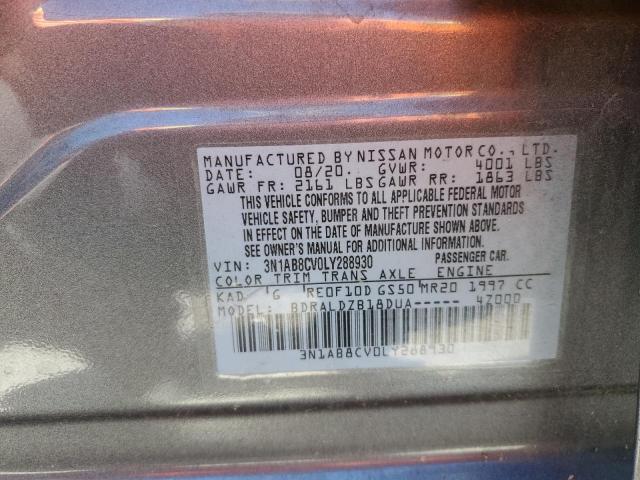 MANUFACTURED BY NISSAN MOTOR CO., LTD.
DATE: 08/20. GVWR: 4001 LBS
GAWR FR: 2161 LBS GAWR RR: 1863 LBS
THIS VEHICLE CONFORMS TO ALL APPLICABLE FEDERAL MOTOR
VEHICLE SAFETY, BUMPER AND THEFT PREVENTION STANDARDS
IN EFFECT ON THE DATE OF MANUFACTURE SHOWN ABOVE.
SEE OWNER'S MANUAL FOR ADDITIONAL INFORMATION.
VIN: 3N1AB8CV0LY288930 PASSENGER CAR.
COLOR TRIM TRANS AXLE ENGINE
KAD G RE0F10D GS50 MR20 1997 CC
MODEL: BDRALDZB18DUA----- 47000
3N1AB8CV0LY288930